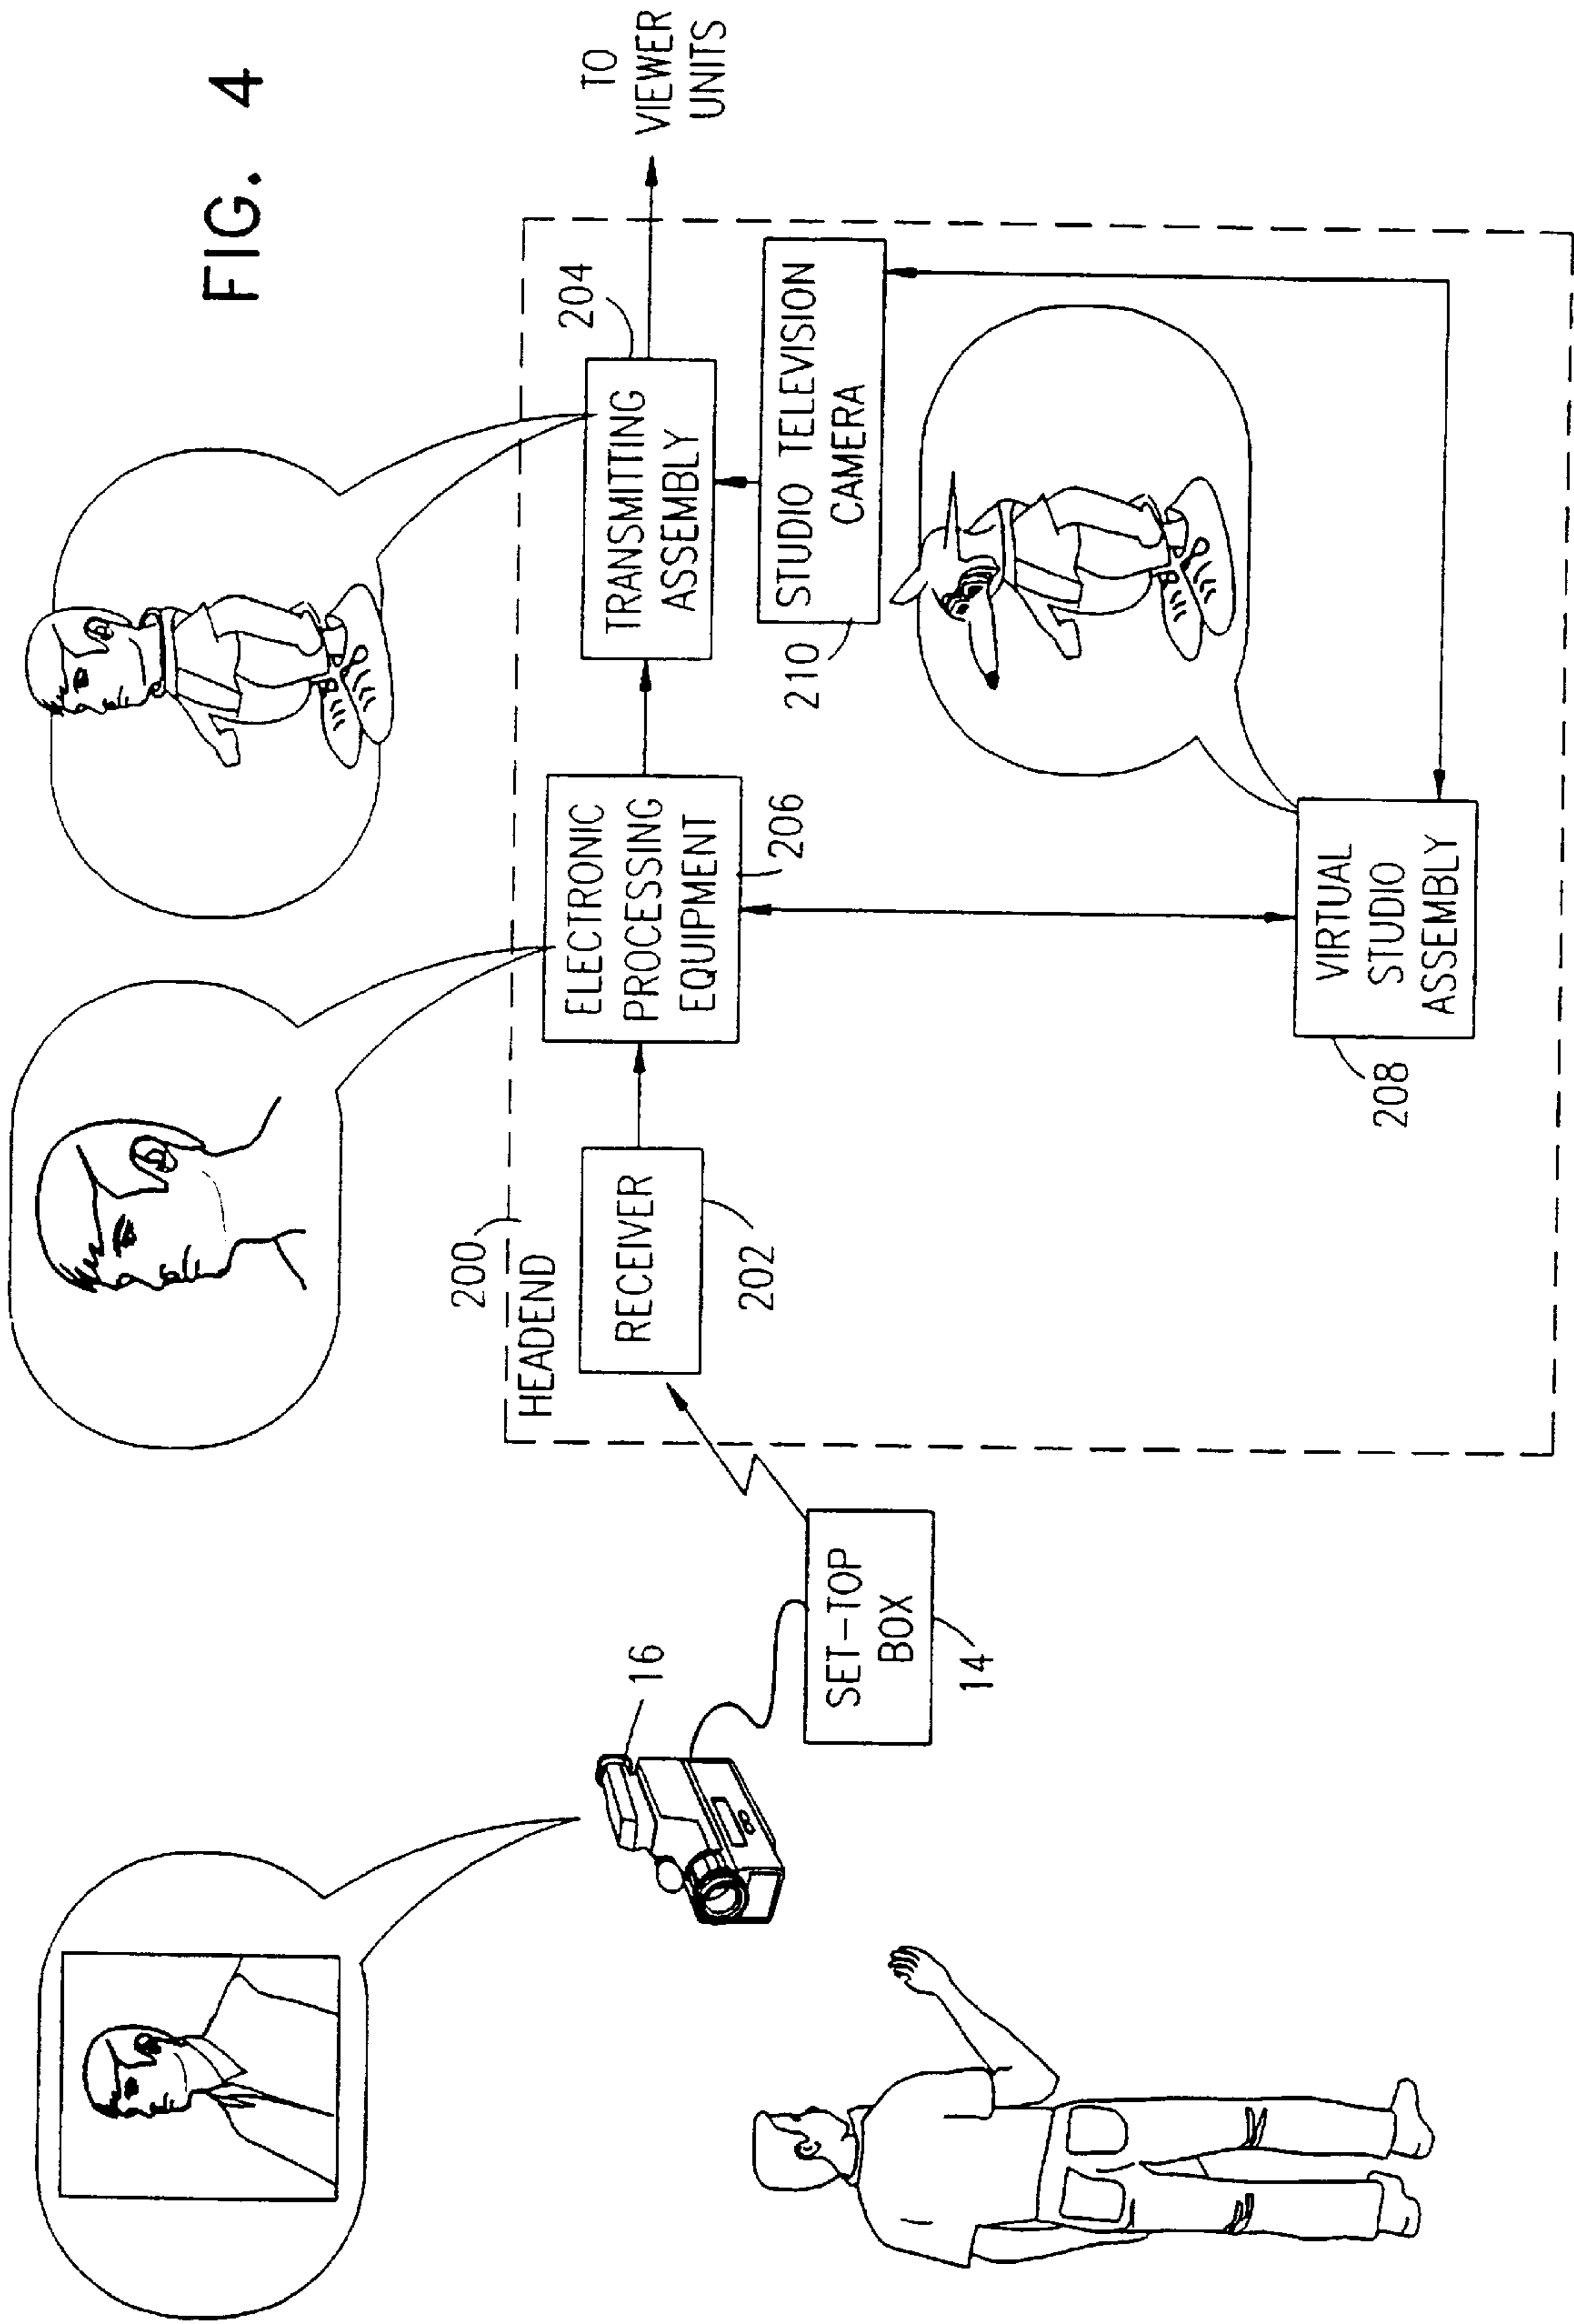 FIG. 4
TO
VIEWER
UNITS
200
HEADEND
204
TRANSMITTING
ASSEMBLY
ELECTRONIC
PROCESSING
EQUIPMENT
206
RECEIVER
202
STUDIO TELEVISION
CAMERA
210
16
SET-TOP
BOX
14
VIRTUAL
STUDIO
ASSEMBLY
208